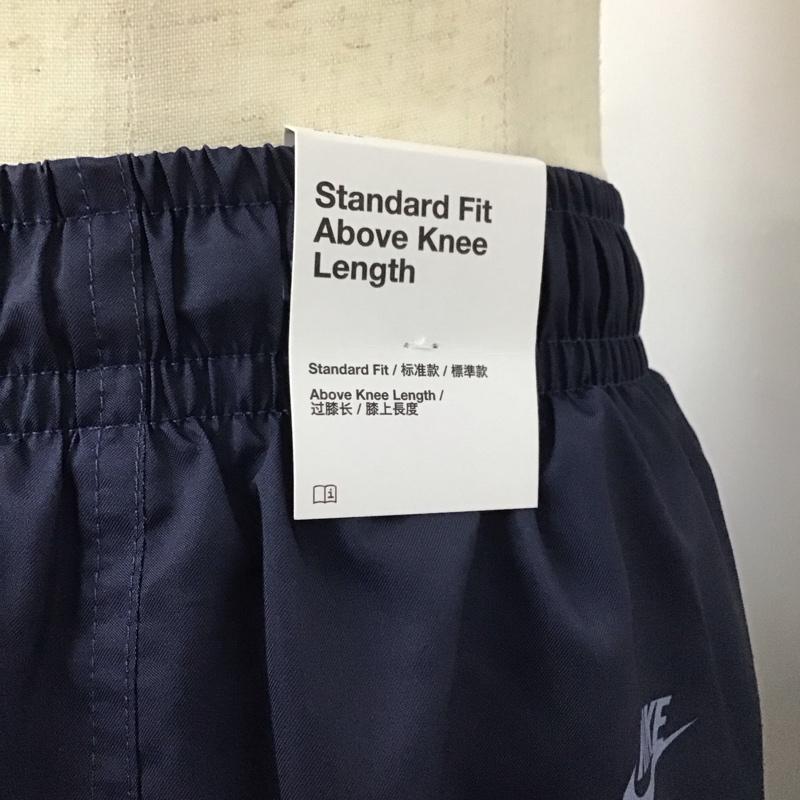 Standard Fit
Above Knee
Length
Standard Fit / 标准款 / 標準款
Above Knee Length /
过膝长 / 膝上長度
NIKE